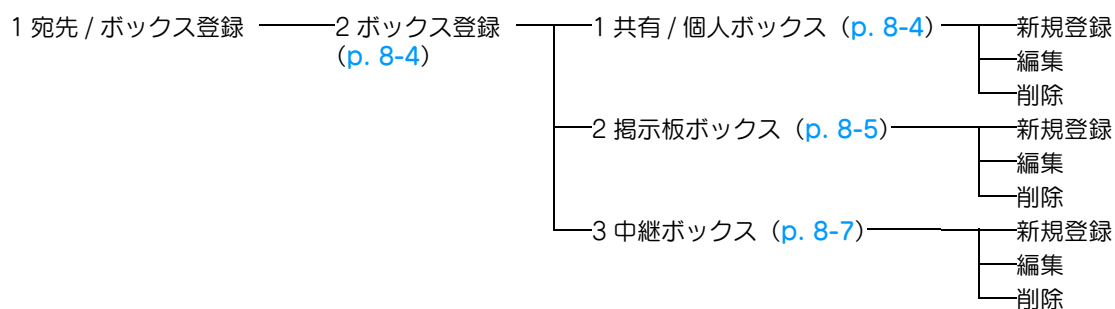 1 宛先 / ボックス登録 2 ボックス登録 1 共有 / 個人ボックス（p. 8-4） 新規登録
（p. 8-4） 編集
削除
2 掲示板ボックス（p. 8-5） 新規登録
編集
削除
3 中継ボックス（p. 8-7） 新規登録
編集
削除